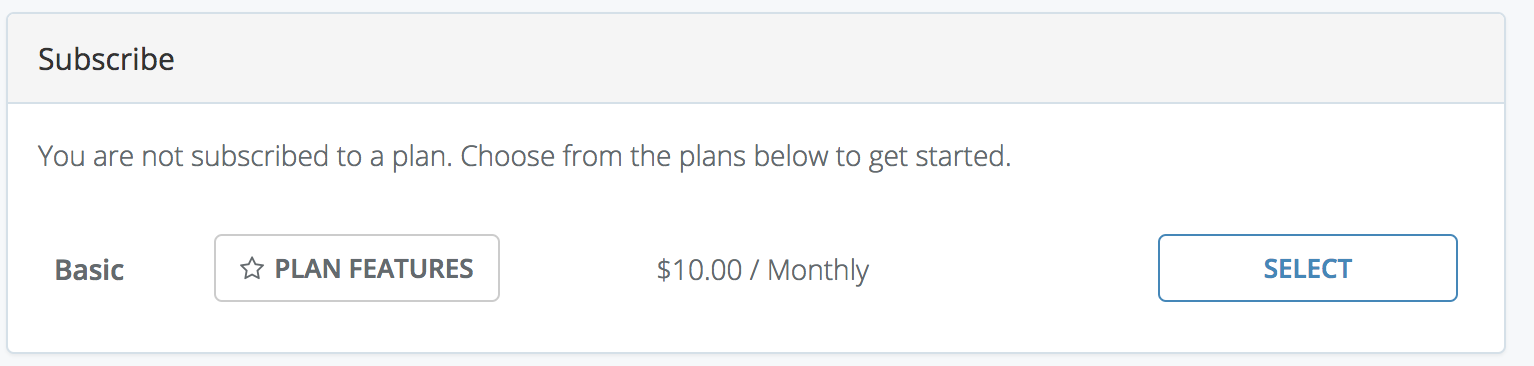 Subscribe
You are not subscribed to a plan. Choose from the plans below to get started.
Basic PLAN FEATURES $10.00 / Monthly SELECT